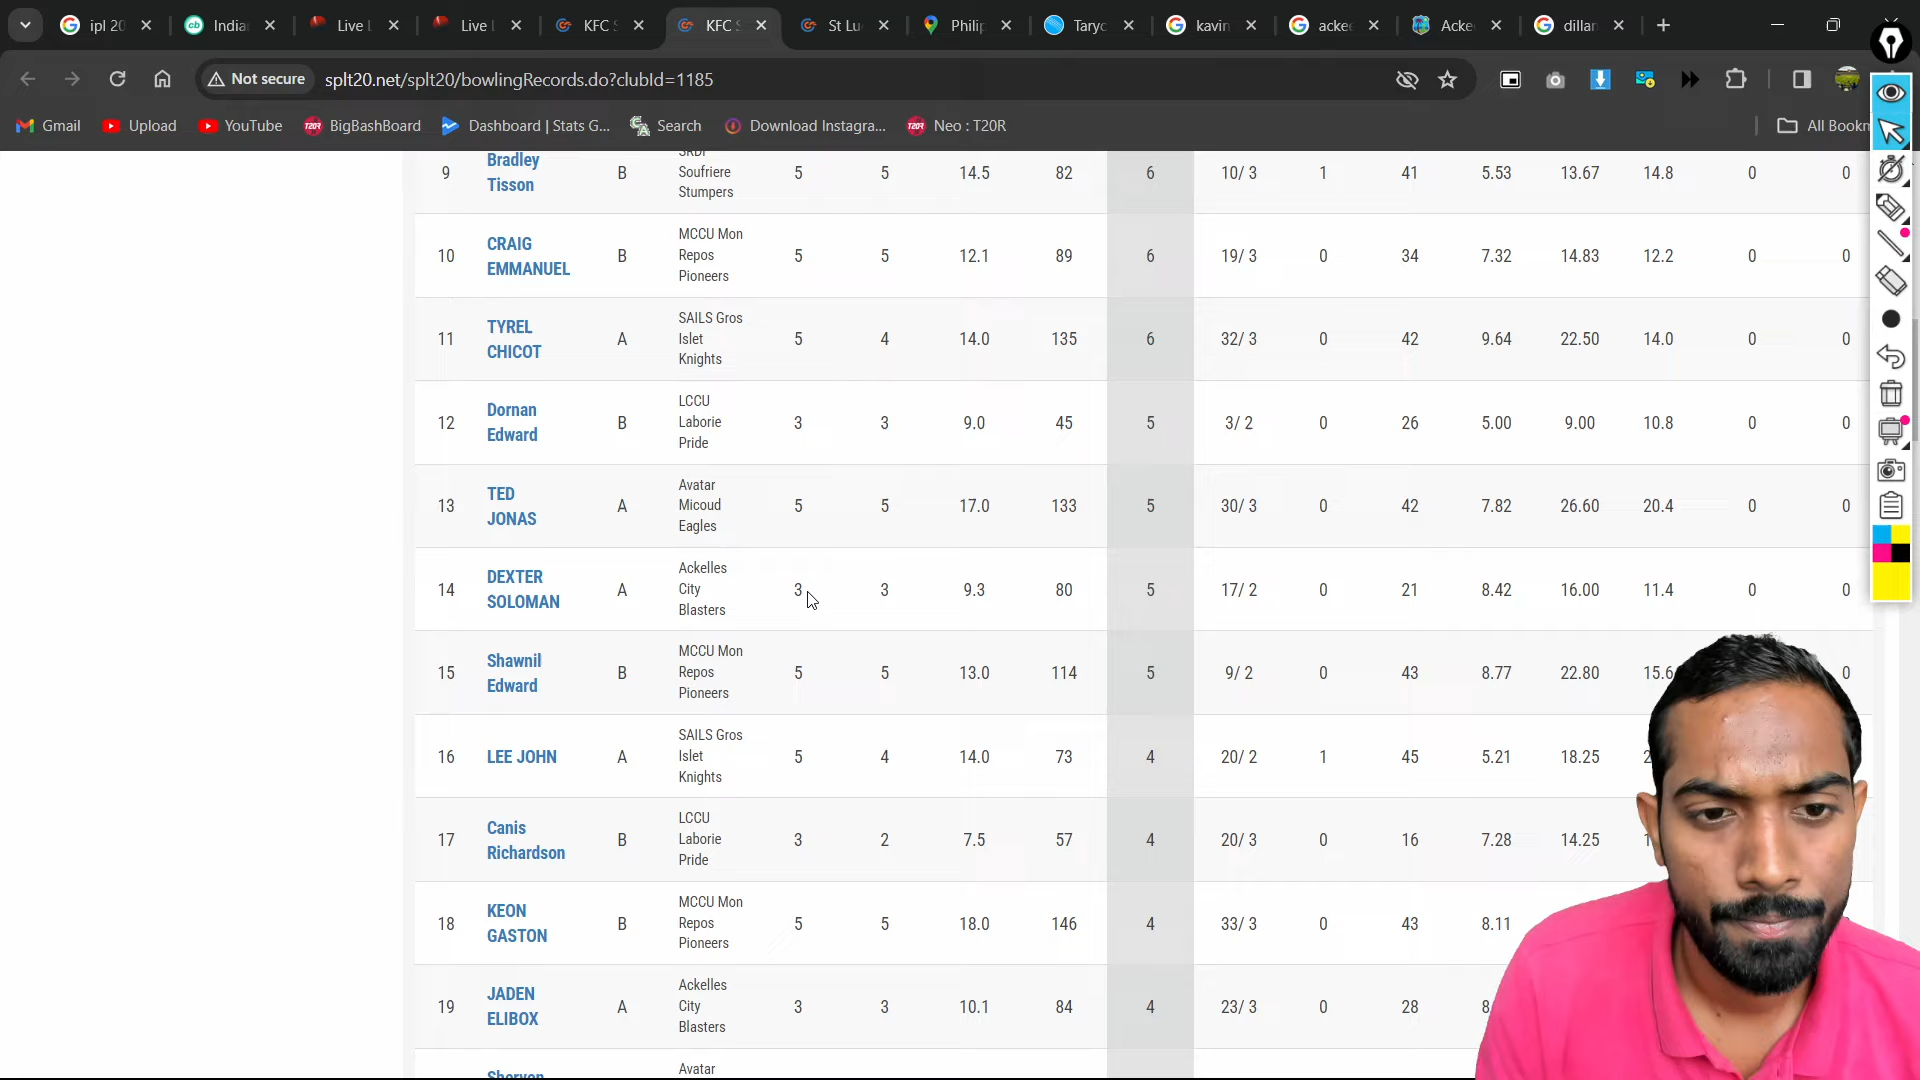 ipl 20
India
Live L
Live L
KFC S
KFC S
St Lu
Philip
Taryc
kavin
acke
Acke
dillar
Not secure
splt20.net/splt20/bowlingRecords.do?clubId=1185
Gmail
Upload
YouTube
BigBashBoard
Dashboard | Stats G...
Search
Download Instagra...
Neo : T20R
All Bookm
9 Bradley Tisson B SRDF Soufriere Stumpers 5 5 14.5 82 6 10/ 3 1 41 5.53 13.67 14.8 0 0
10 CRAIG EMMANUEL B MCCU Mon Repos Pioneers 5 5 12.1 89 6 19/ 3 0 34 7.32 14.83 12.2 0 0
11 TYREL CHICOT A SAILS Gros Islet Knights 5 4 14.0 135 6 32/ 3 0 42 9.64 22.50 14.0 0 0
12 Dornan Edward B LCCU Laborie Pride 3 3 9.0 45 5 3/ 2 0 26 5.00 9.00 10.8 0 0
13 TED JONAS A Avatar Micoud Eagles 5 5 17.0 133 5 30/ 3 0 42 7.82 26.60 20.4 0 0
14 DEXTER SOLOMAN A Ackelles City Blasters 3 3 9.3 80 5 17/ 2 0 21 8.42 16.00 11.4 0 0
15 Shawnil Edward B MCCU Mon Repos Pioneers 5 5 13.0 114 5 9/ 2 0 43 8.77 22.80 15.6 0
16 LEE JOHN A SAILS Gros Islet Knights 5 4 14.0 73 4 20/ 2 1 45 5.21 18.25 2
17 Canis Richardson B LCCU Laborie Pride 3 2 7.5 57 4 20/ 3 0 16 7.28 14.25 1
18 KEON GASTON B MCCU Mon Repos Pioneers 5 5 18.0 146 4 33/ 3 0 43 8.11
19 JADEN ELIBOX A Ackelles City Blasters 3 3 10.1 84 4 23/ 3 0 28 8
Avatar